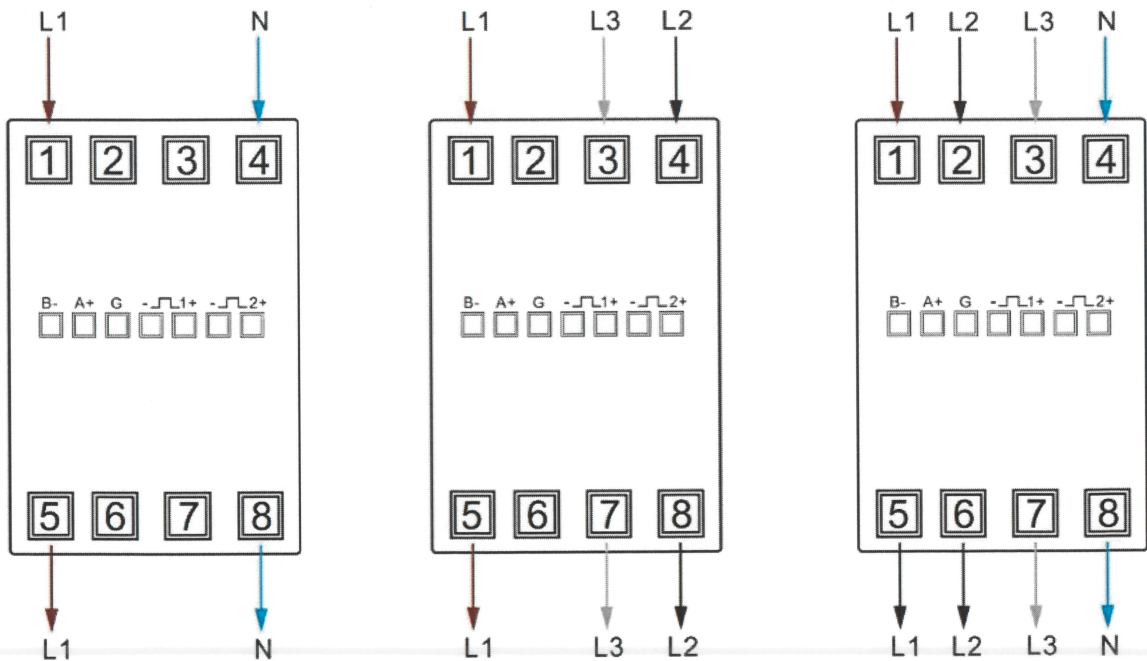 L1 N L1 L3 L2 L1 L2 L3 N
1 2 3 4 1 2 3 4 1 2 3 4
B- A+ G - 1+ - 2+ B- A+ G - 1+ - 2+ B- A+ G - 1+ - 2+
5 6 7 8 5 6 7 8 5 6 7 8
L1 N L1 L3 L2 L1 L2 L3 N